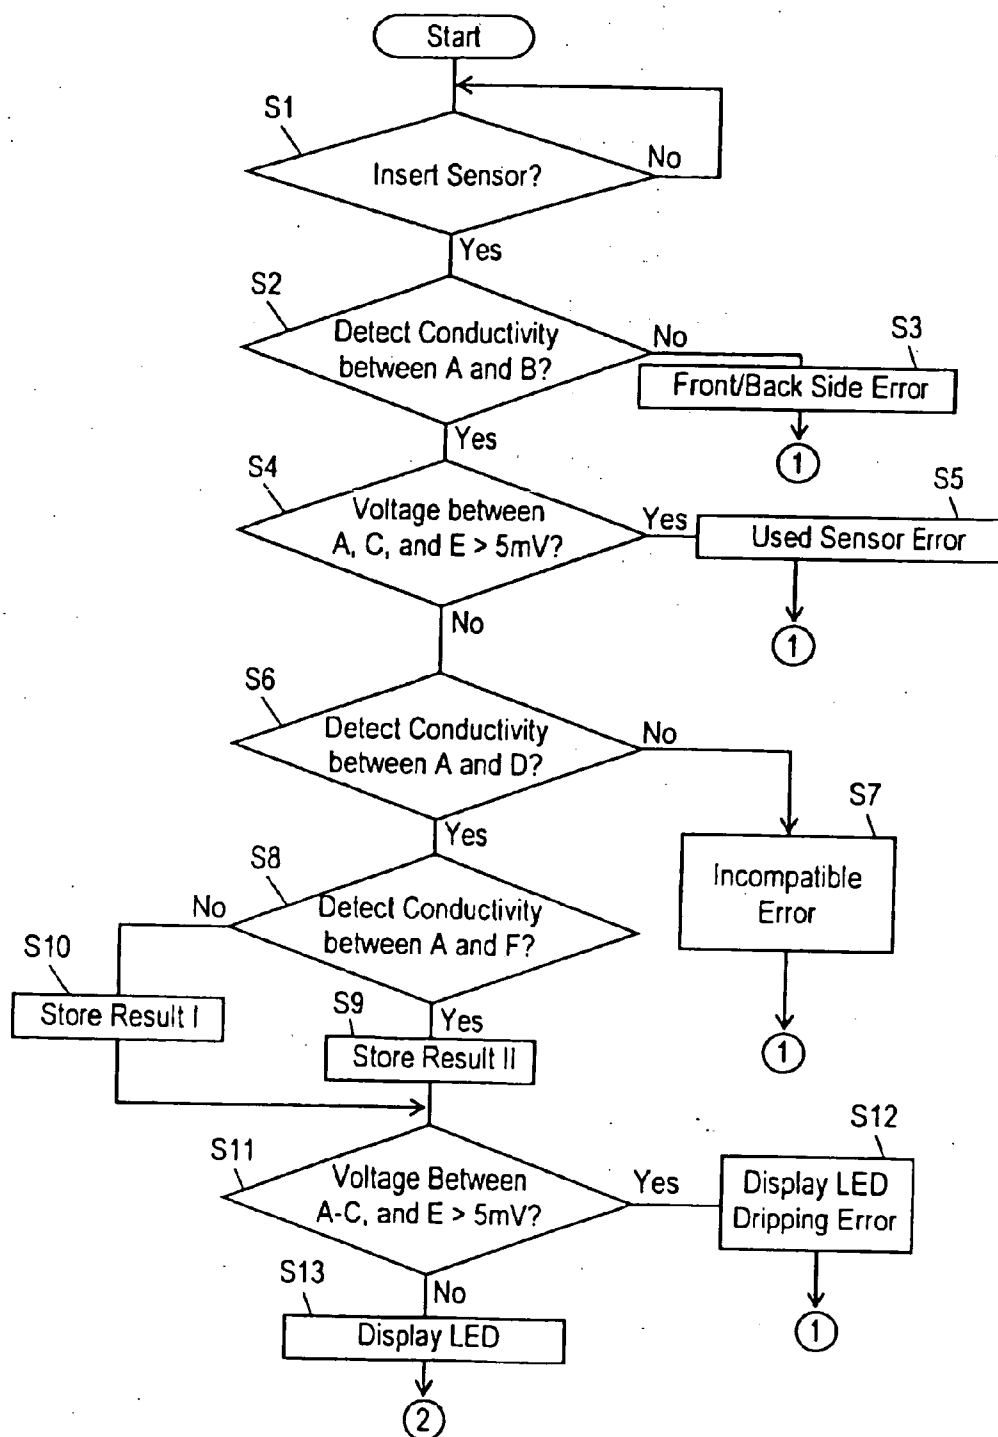 Start
S1
Insert Sensor?
No
Yes
S2
Detect Conductivity
between A and B?
No
S3
Front/Back Side Error
1
Yes
S4
Voltage between
A, C, and E > 5mV?
Yes
S5
Used Sensor Error
1
No
S6
Detect Conductivity
between A and D?
No
S7
Incompatible
Error
1
Yes
S8
Detect Conductivity
between A and F?
No
S10
Store Result I
Yes
S9
Store Result II
S11
Voltage Between
A-C, and E > 5mV?
Yes
S12
Display LED
Dripping Error
1
No
S13
Display LED
2